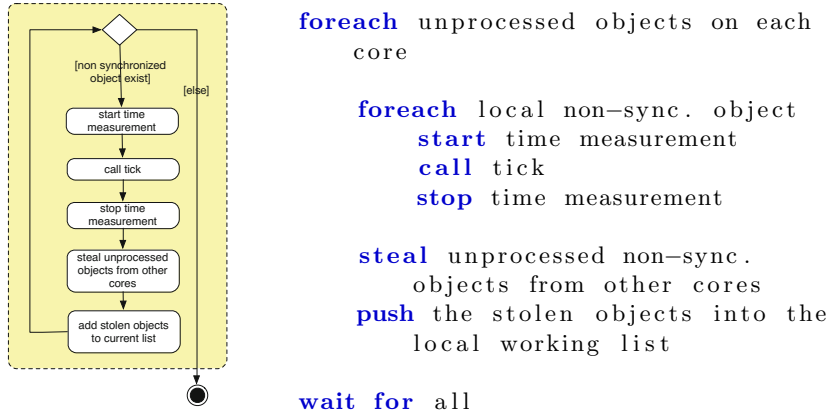 [non synchronized
object exist]
[else]
start time
measurement
call tick
stop time
measurement
steal unprocessed
objects from other
cores
add stolen objects
to current list
foreach unprocessed objects on each
core
foreach local non−sync. object
start time measurement
call tick
stop time measurement
steal unprocessed non−sync.
objects from other cores
push the stolen objects into the
local working list
wait for all